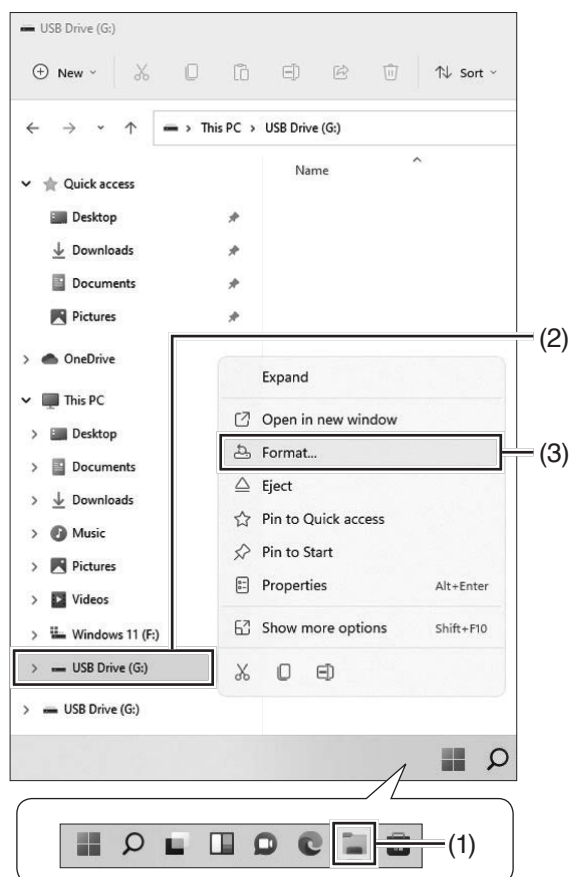 USB Drive (G:)
New
Sort
This PC > USB Drive (G:)
Name
Quick access
Desktop
Downloads
Documents
Pictures
(2)
OneDrive
Expand
This PC
Open in new window
Desktop
Format...
(3)
Documents
Eject
Downloads
Pin to Quick access
Music
Pin to Start
Pictures
Properties Alt+Enter
Videos
Windows 11 (F:)
Show more options Shift+F10
USB Drive (G:)
USB Drive (G:)
(1)